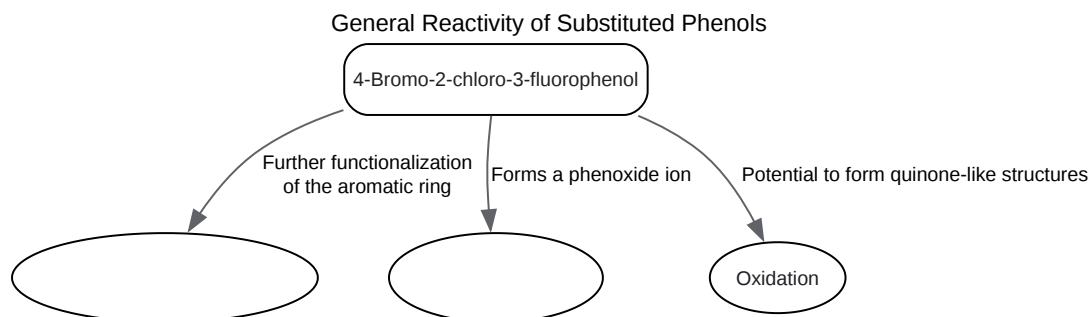 General Reactivity of Substituted Phenols
4-Bromo-2-chloro-3-fluorophenol
Further functionalization
of the aromatic ring
Forms a phenoxide ion
Potential to form quinone-like structures
Oxidation